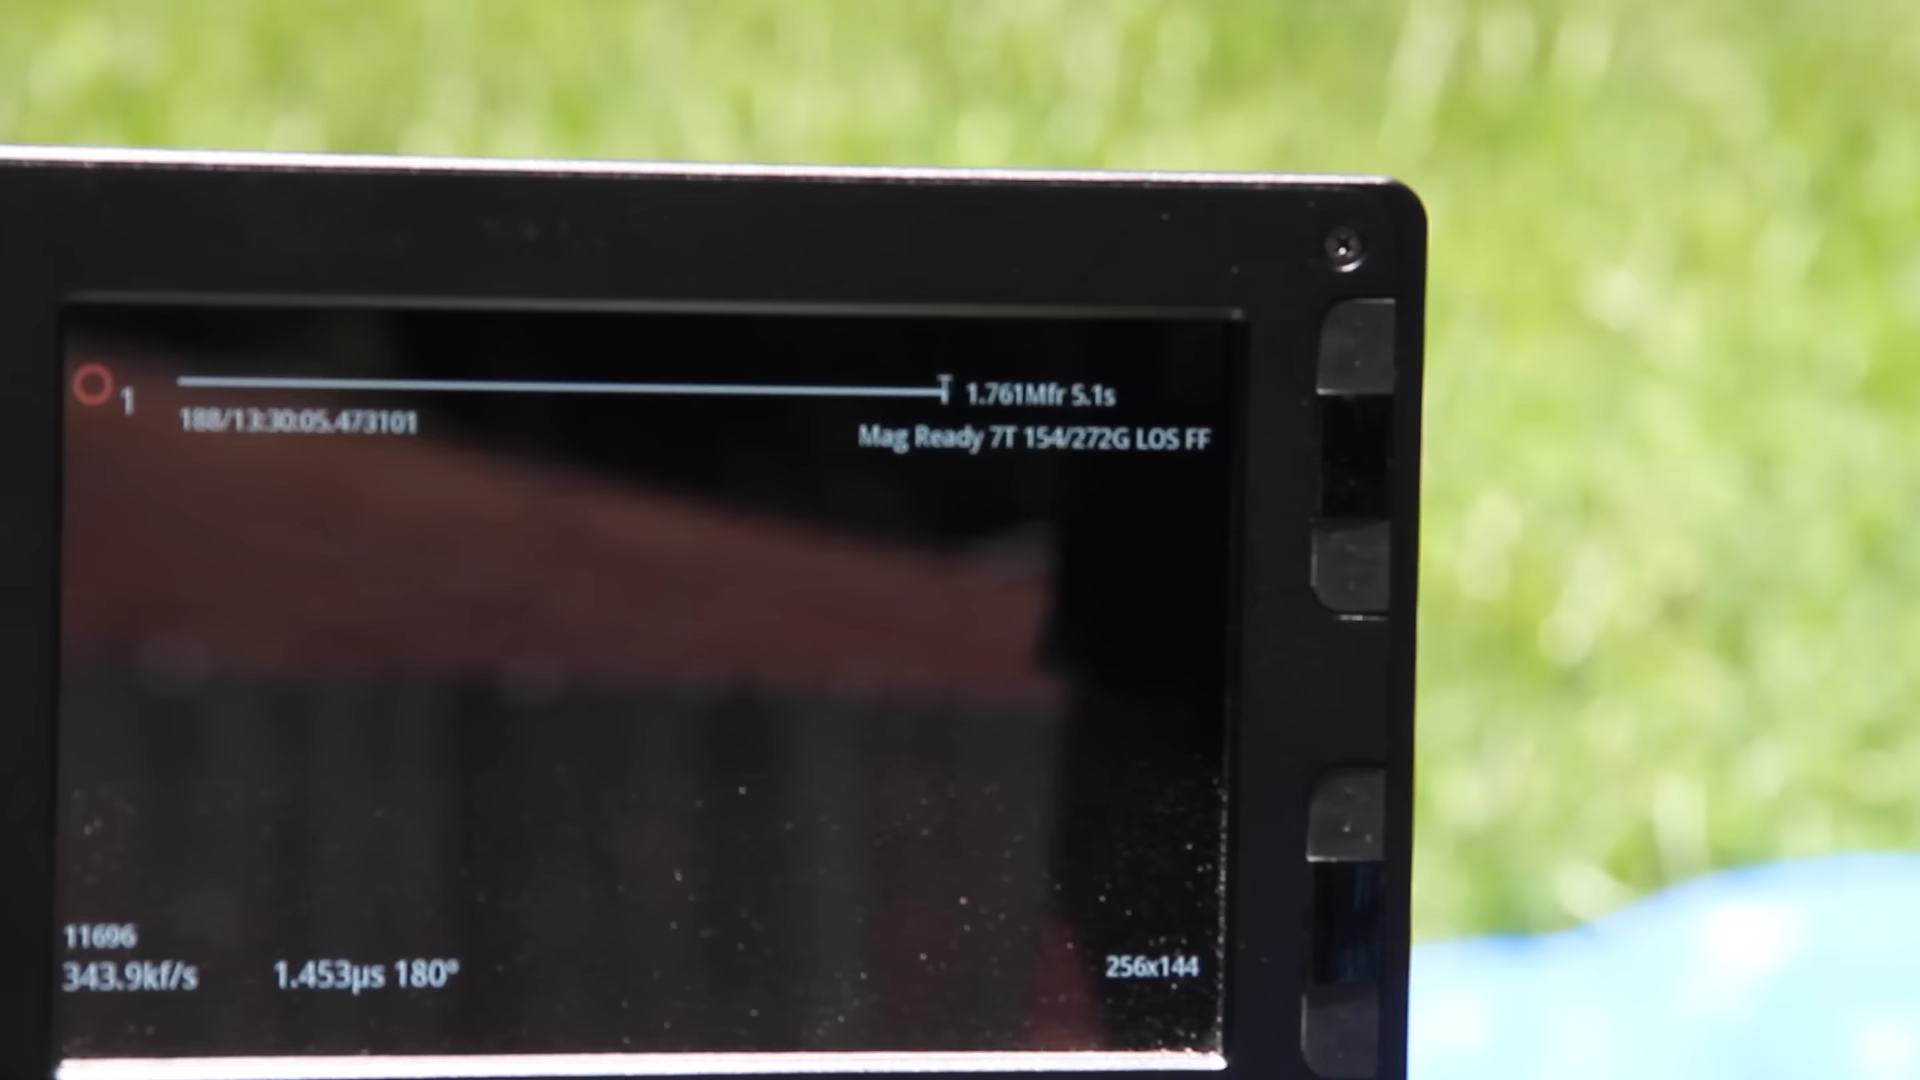 1
1.761Mfr 5.1s
188/13:30:05.473101
Mag Ready 7T 154/272G LOS FF
11696
343.9kf/s 1.453µs 180°
256x144